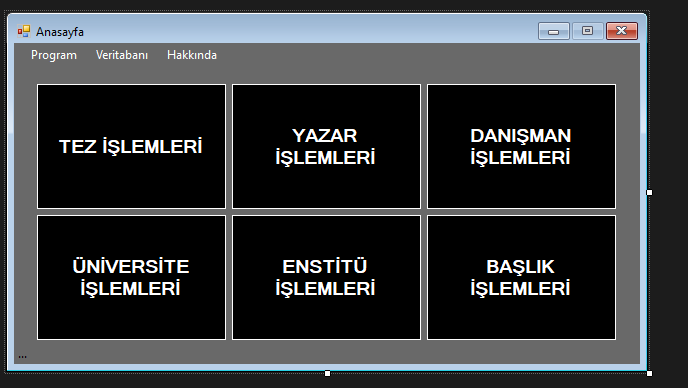 Anasayfa
Program Veritabanı Hakkında
TEZ İŞLEMLERİ
YAZAR
İŞLEMLERİ
DANIŞMAN
İŞLEMLERİ
ÜNİVERSİTE
İŞLEMLERİ
ENSTİTÜ
İŞLEMLERİ
BAŞLIK
İŞLEMLERİ
...